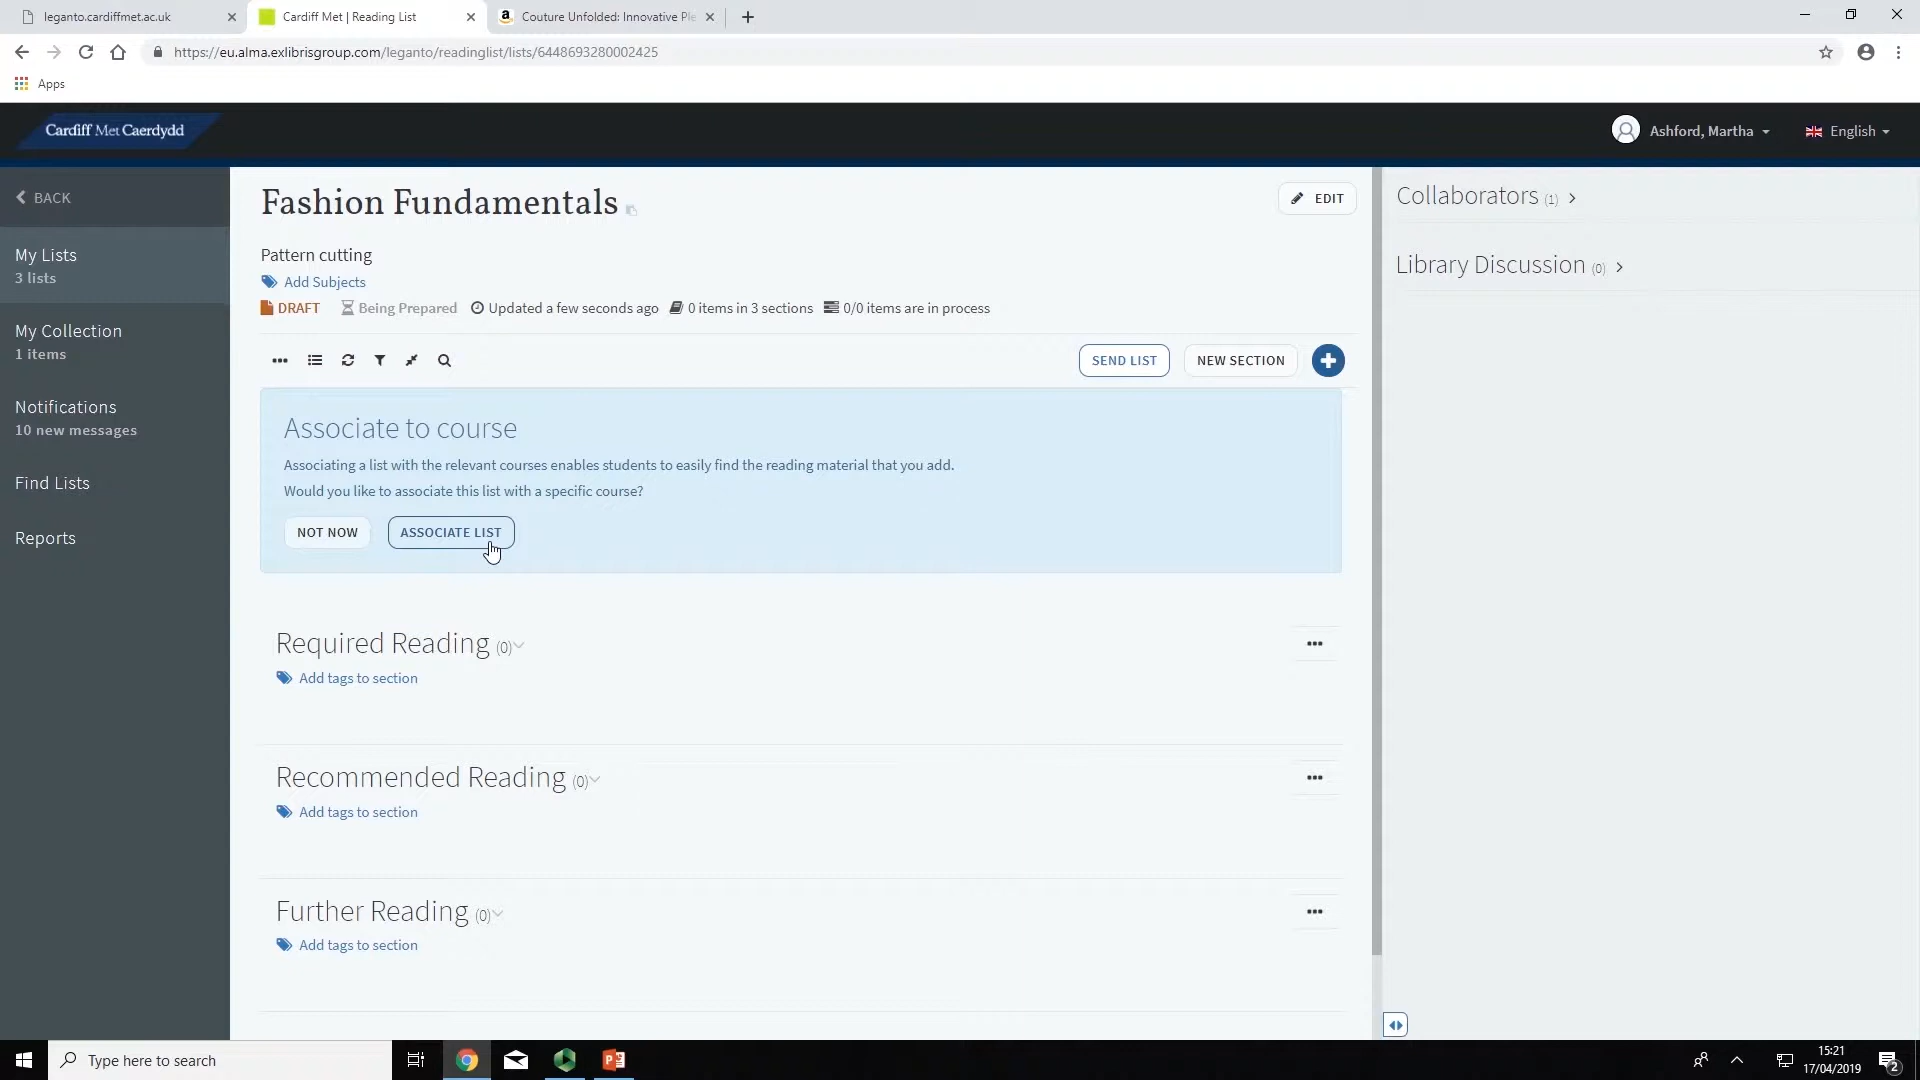 leganto.cardiffmet.ac.uk
Cardiff Met | Reading List
Couture Unfolded: Innovative Ple
https://eu.alma.exlibrisgroup.com/leganto/readinglist/lists/6448693280002425
Apps
Cardiff Met Caerdydd
Ashford, Martha
English
BACK
My Lists
3 lists
My Collection
1 items
Notifications
10 new messages
Find Lists
Reports
Fashion Fundamentals
EDIT
Pattern cutting
Add Subjects
DRAFT Being Prepared Updated a few seconds ago 0 items in 3 sections 0/0 items are in process
SEND LIST
NEW SECTION
Associate to course
Associating a list with the relevant courses enables students to easily find the reading material that you add.
Would you like to associate this list with a specific course?
NOT NOW
ASSOCIATE LIST
Required Reading (0)
Add tags to section
Recommended Reading (0)
Add tags to section
Further Reading (0)
Add tags to section
Collaborators (1)
Library Discussion (0)
Type here to search
15:21
17/04/2019
2